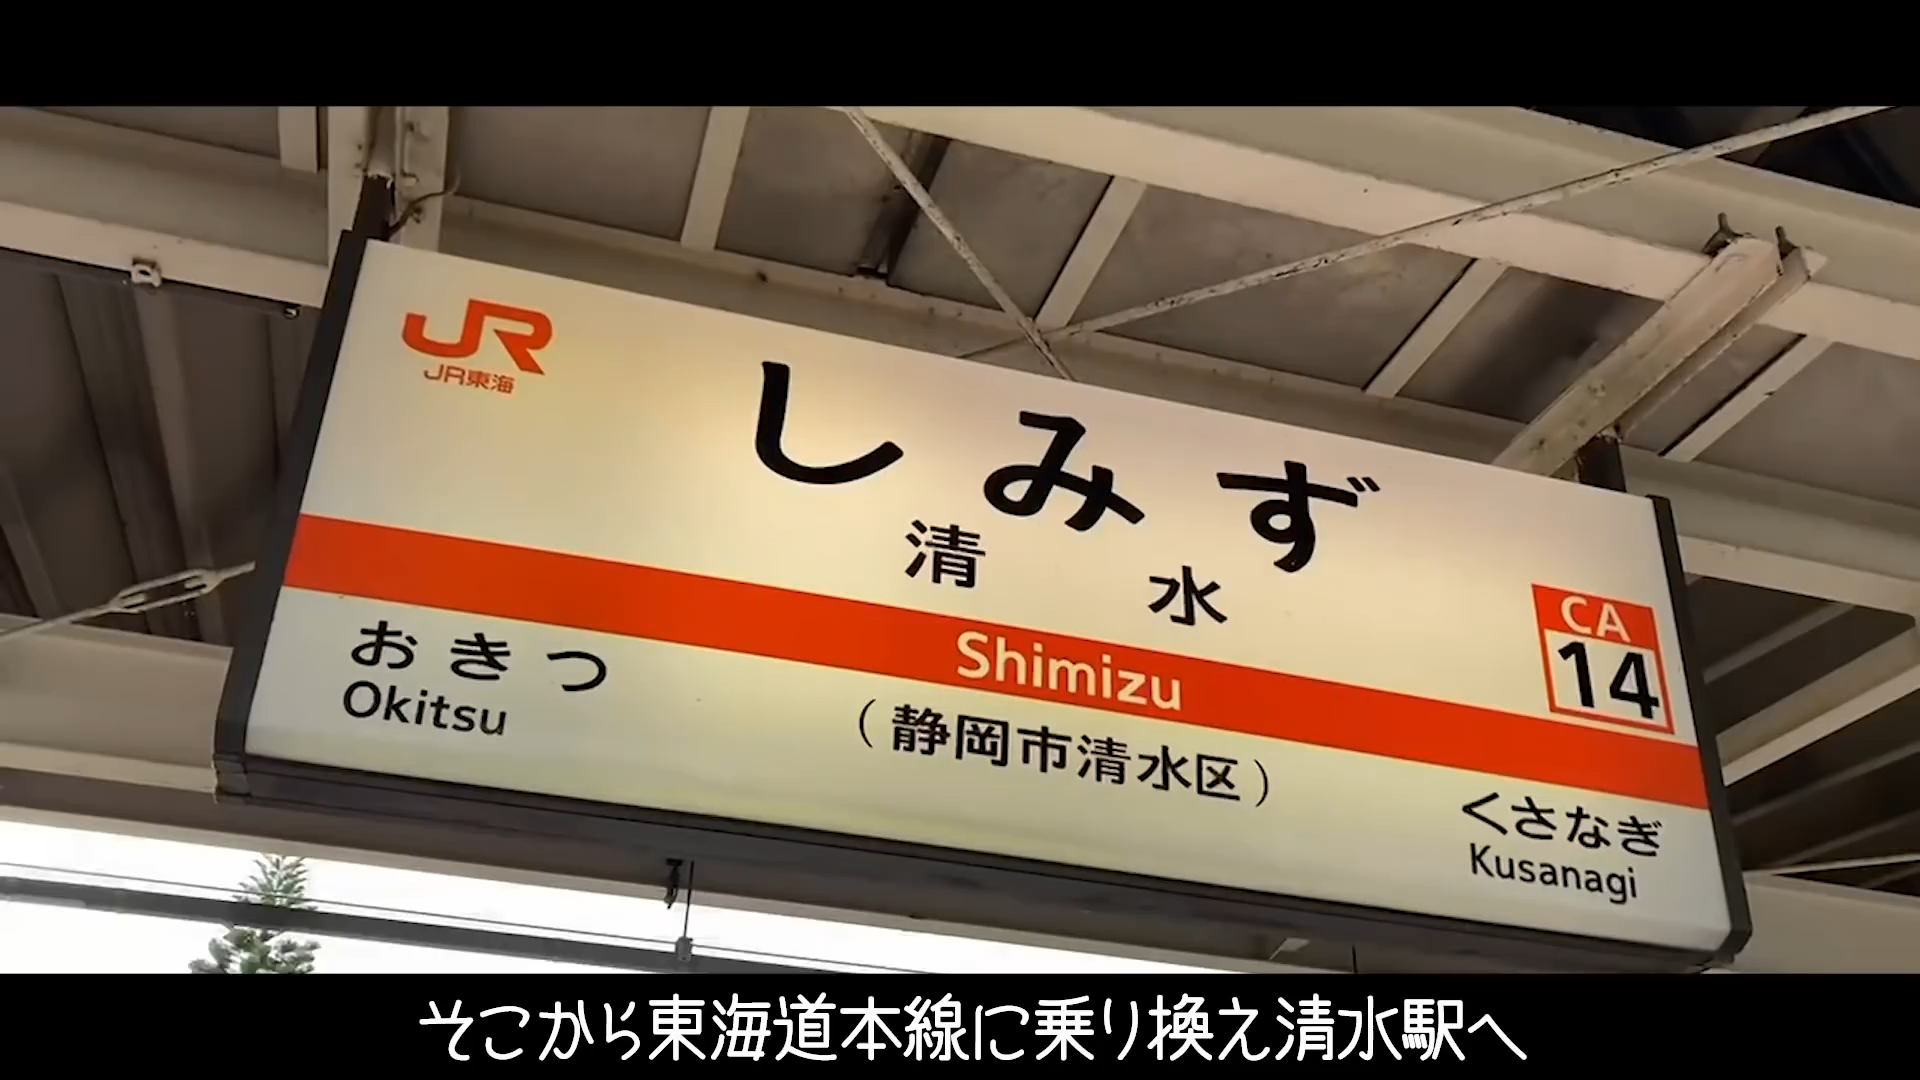 JR
JR東海
しみず
清水
CA
14
Shimizu
おきつ
Okitsu
(静岡市清水区)
くさなぎ
Kusanagi
そこから東海道本線に乗り換え清水駅へ